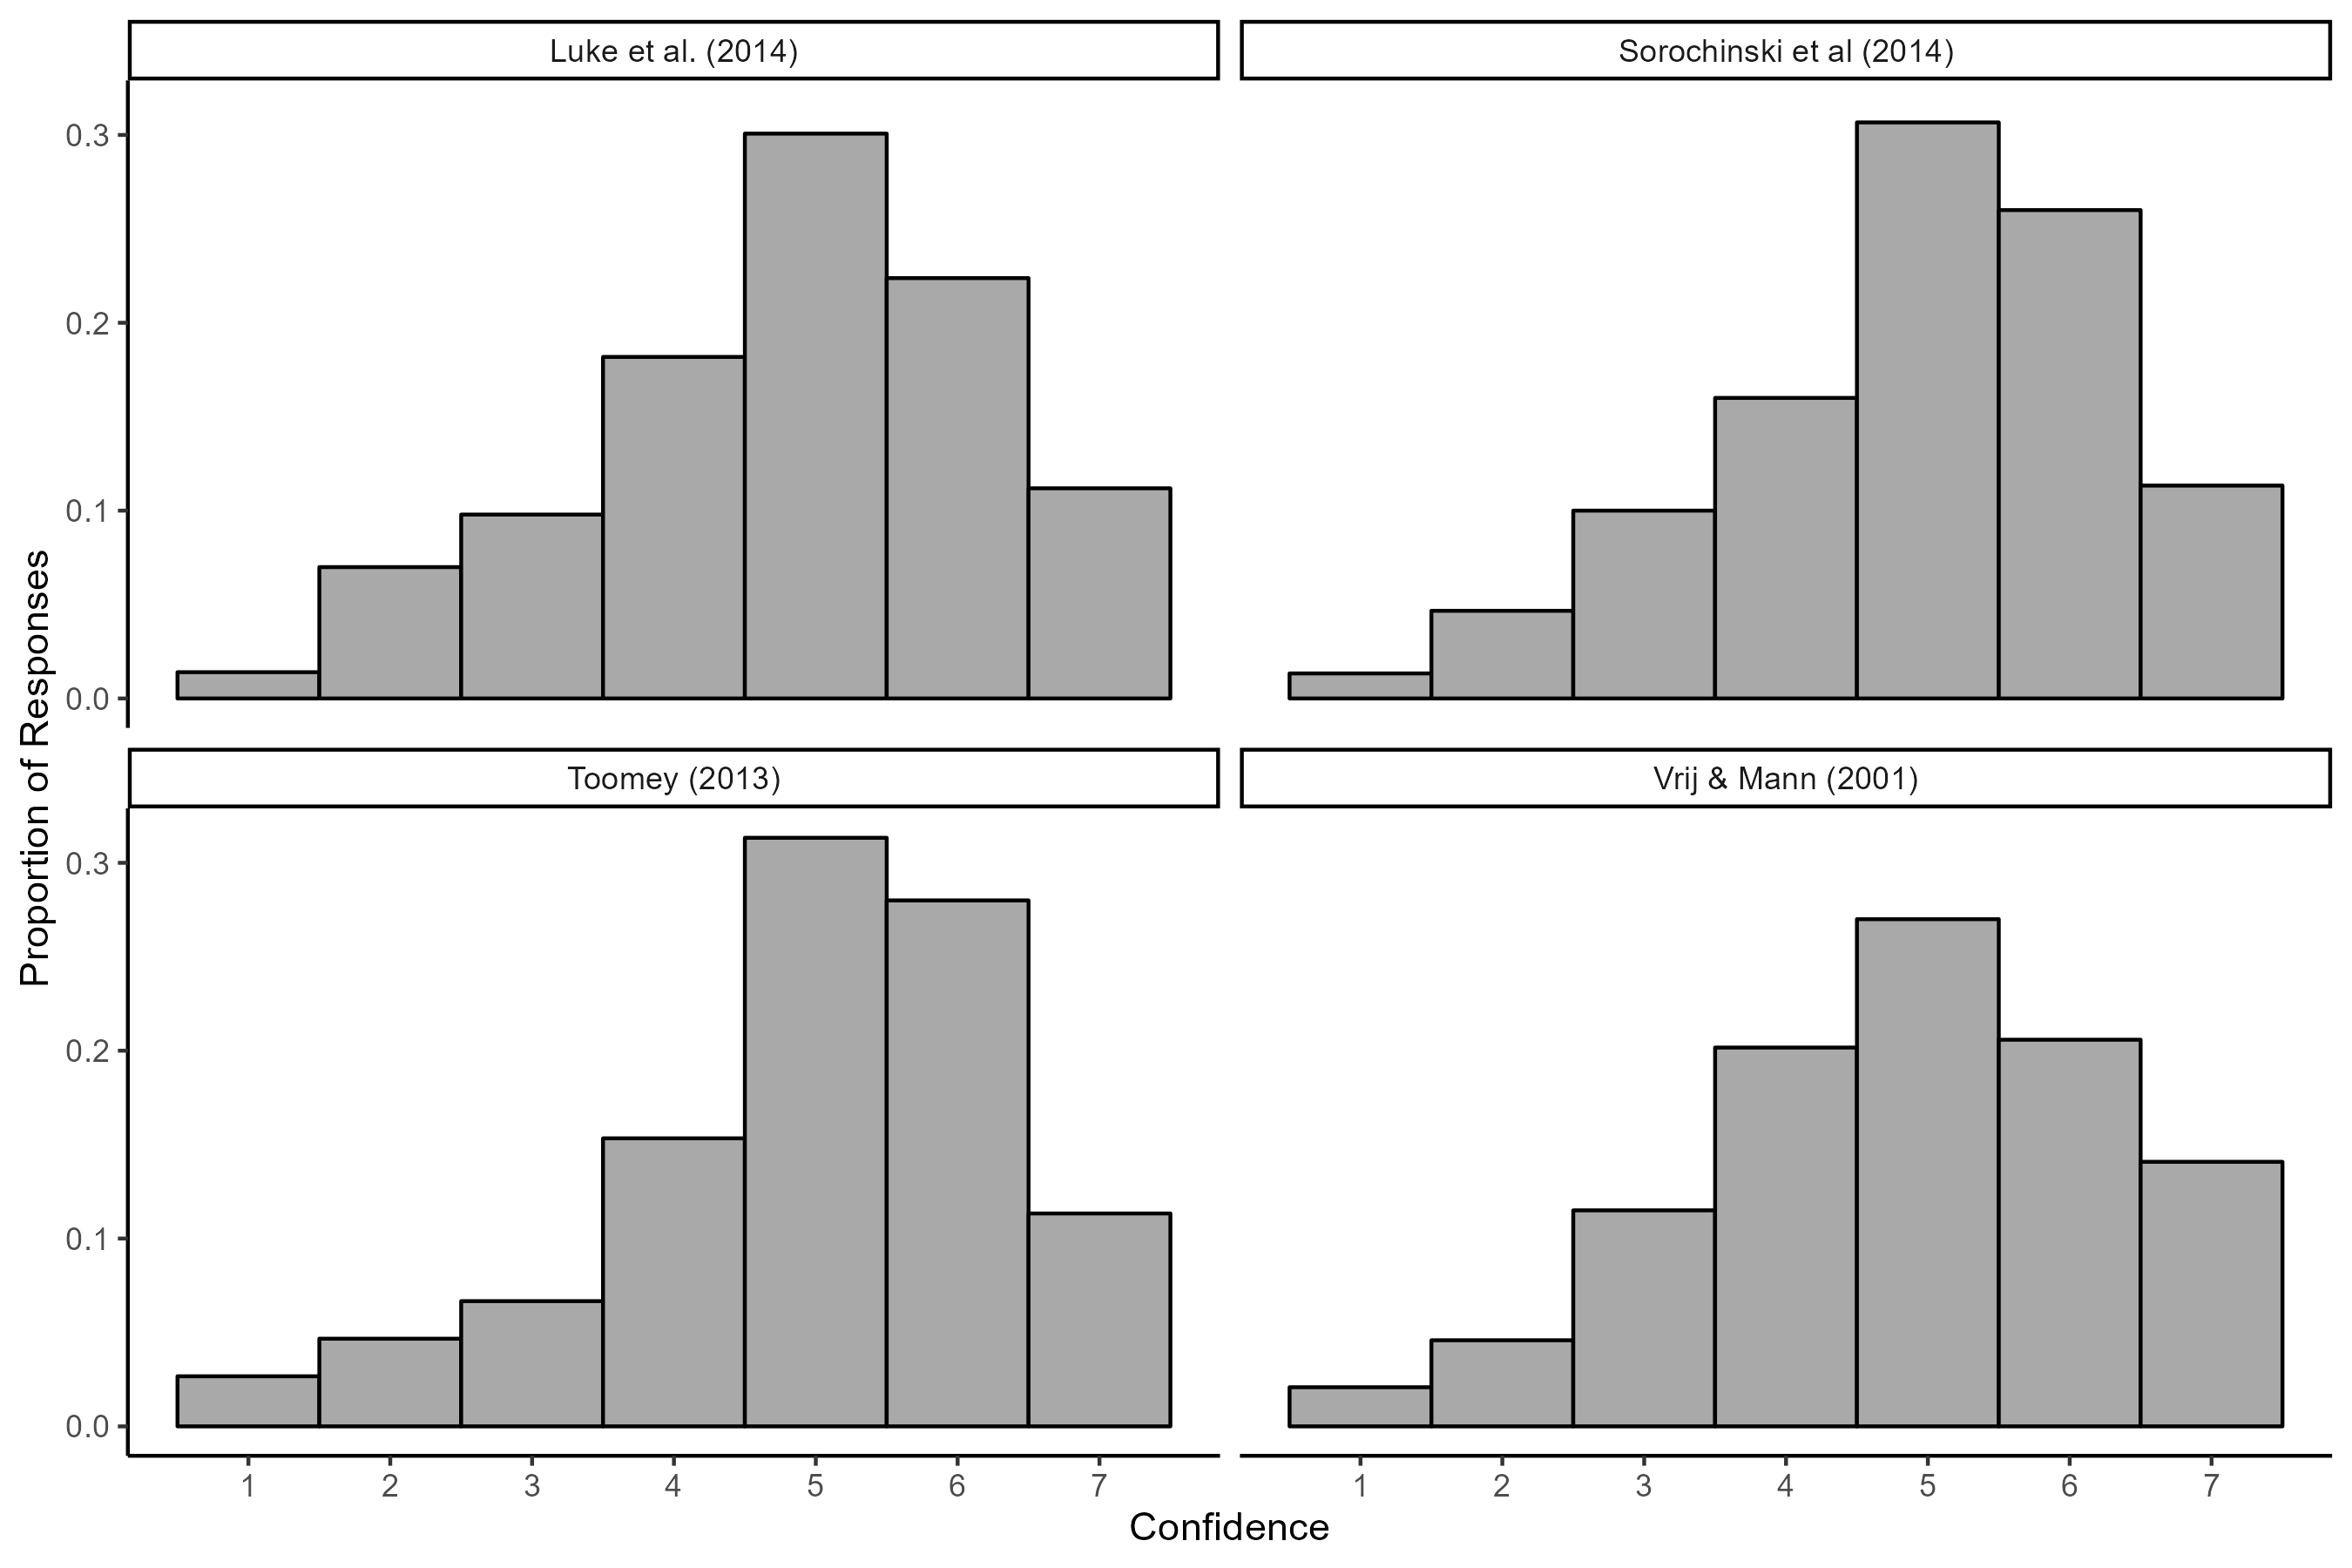 Luke et al. (2014)
Sorochinski et al (2014)
0.3
0.2
0.1
0.0
Toomey (2013)
Vrij & Mann (2001)
0.3
0.2
0.1
0.0
Proportion of Responses
1 2 3 4 5 6 7
1 2 3 4 5 6 7
Confidence